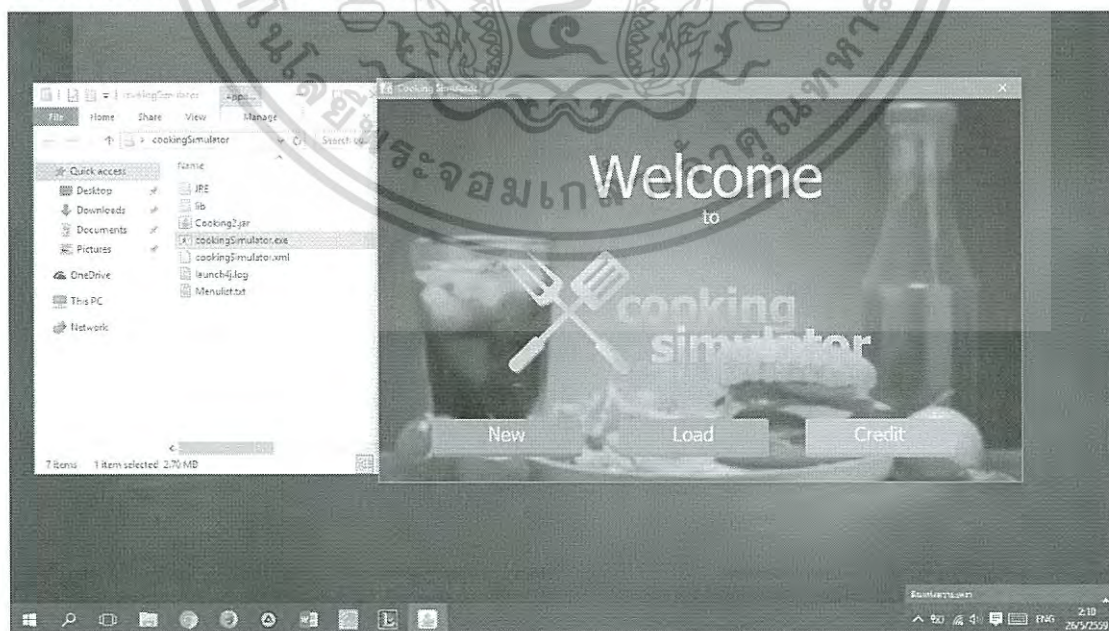 cookingSimulator
File
Home
Share
View
Manage
cookingSimulator
Quick access
Desktop
Downloads
Documents
Pictures
OneDrive
This PC
Network
Name
JRE
lib
Cooking2.jar
cookingSimulator.exe
cookingSimulator.xml
launch4j.log
Menulist.txt
7 items 1 item selected 2.70 MB
Cooking Simulator
Welcome
to
cooking
simulator
New
Load
Credit
ENG
2:10
26/5/2559